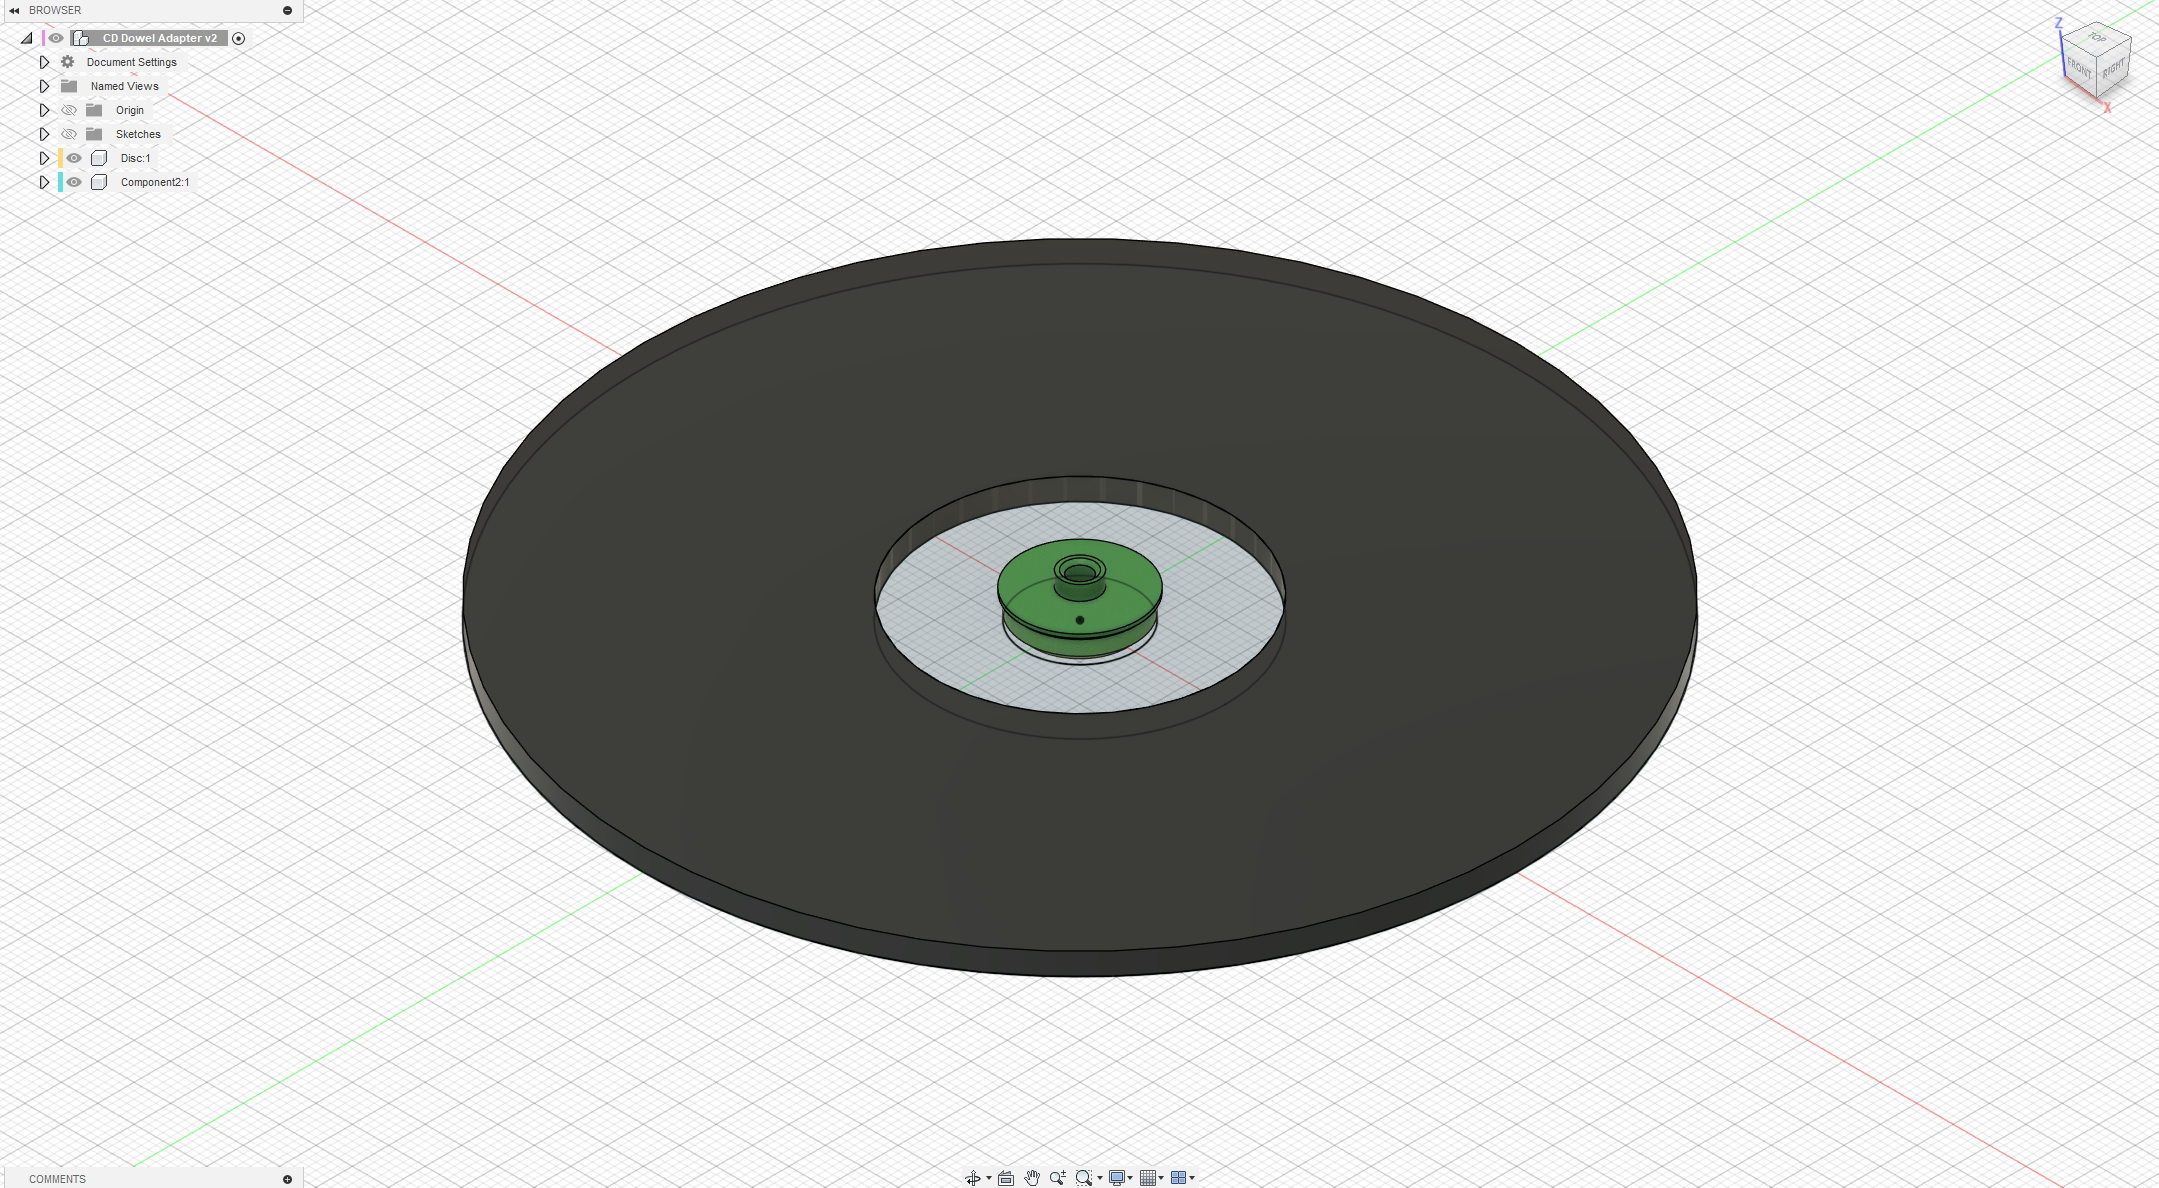 BROWSER
CD Dowel Adapter v2
Document Settings
Named Views
Origin
Sketches
Disc:1
Component2:1
Z
TOP
FRONT
RIGHT
X
COMMENTS